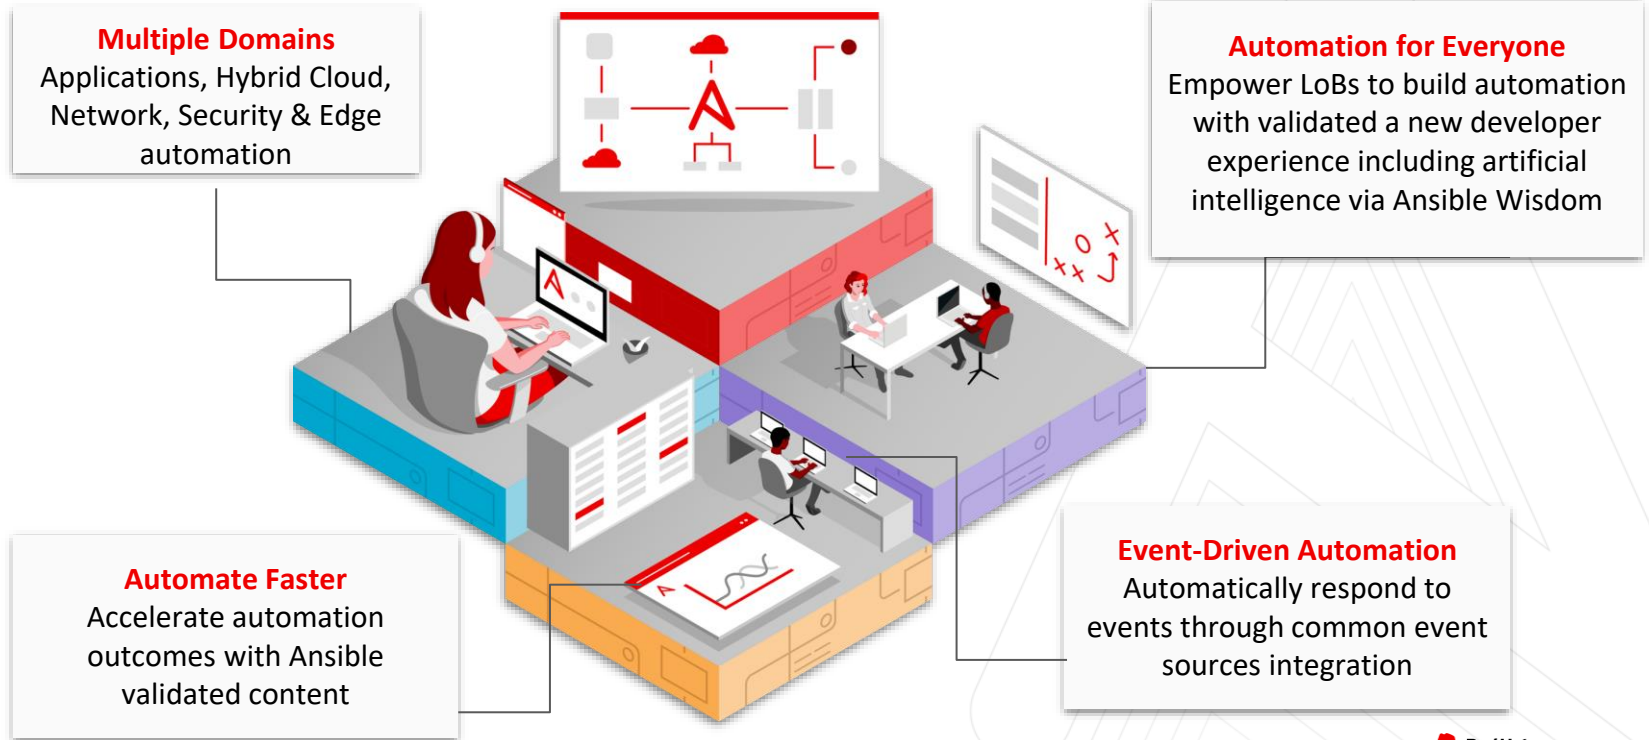 Multiple Domains
Applications, Hybrid Cloud,
Network, Security & Edge
automation
Automation for Everyone
Empower LoBs to build automation
with validated a new developer
experience including artificial
intelligence via Ansible Wisdom
Automate Faster
Accelerate automation
outcomes with Ansible
validated content
Event-Driven Automation
Automatically respond to
events through common event
sources integration